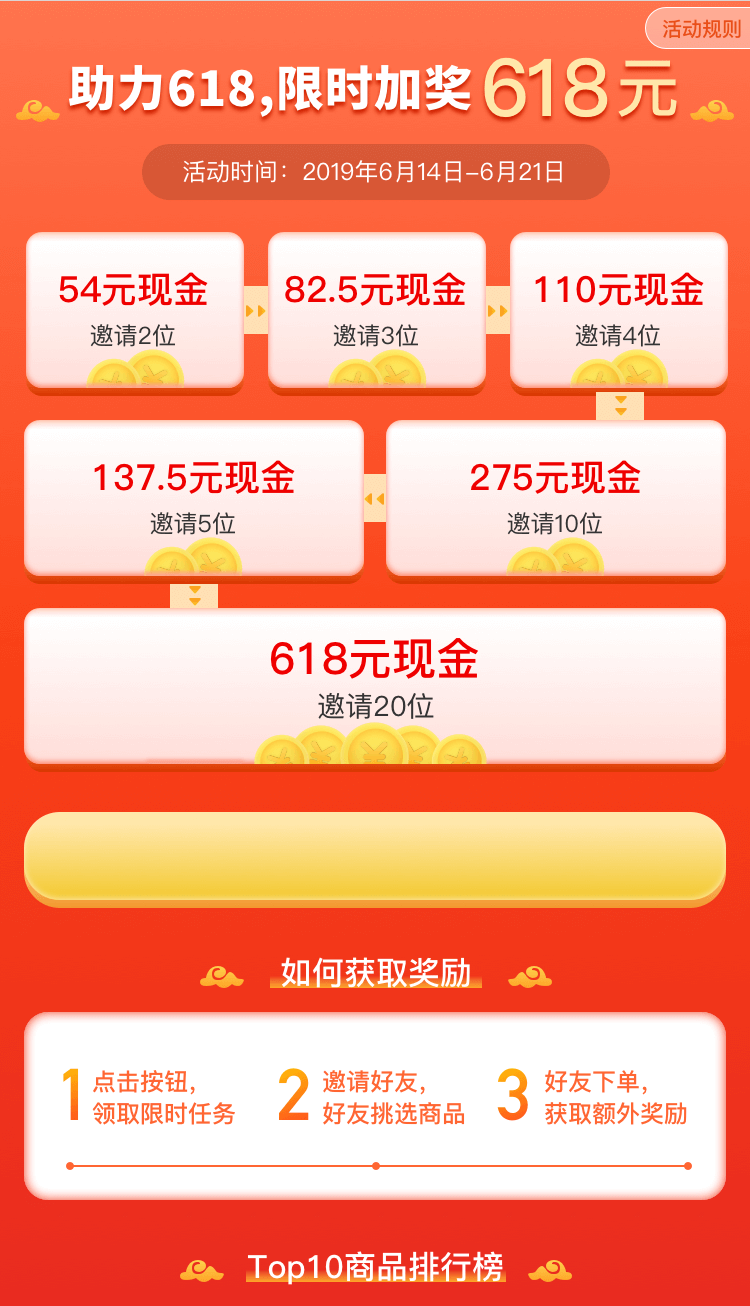 活动规则
助力618,限时加奖618元
活动时间：2019年6月14日-6月21日
54元现金
邀请2位
82.5元现金
邀请3位
110元现金
邀请4位
137.5元现金
邀请5位
275元现金
邀请10位
618元现金
邀请20位
如何获取奖励
1
点击按钮，
领取限时任务
2
邀请好友，
好友挑选商品
3
好友下单，
获取额外奖励
Top10商品排行榜